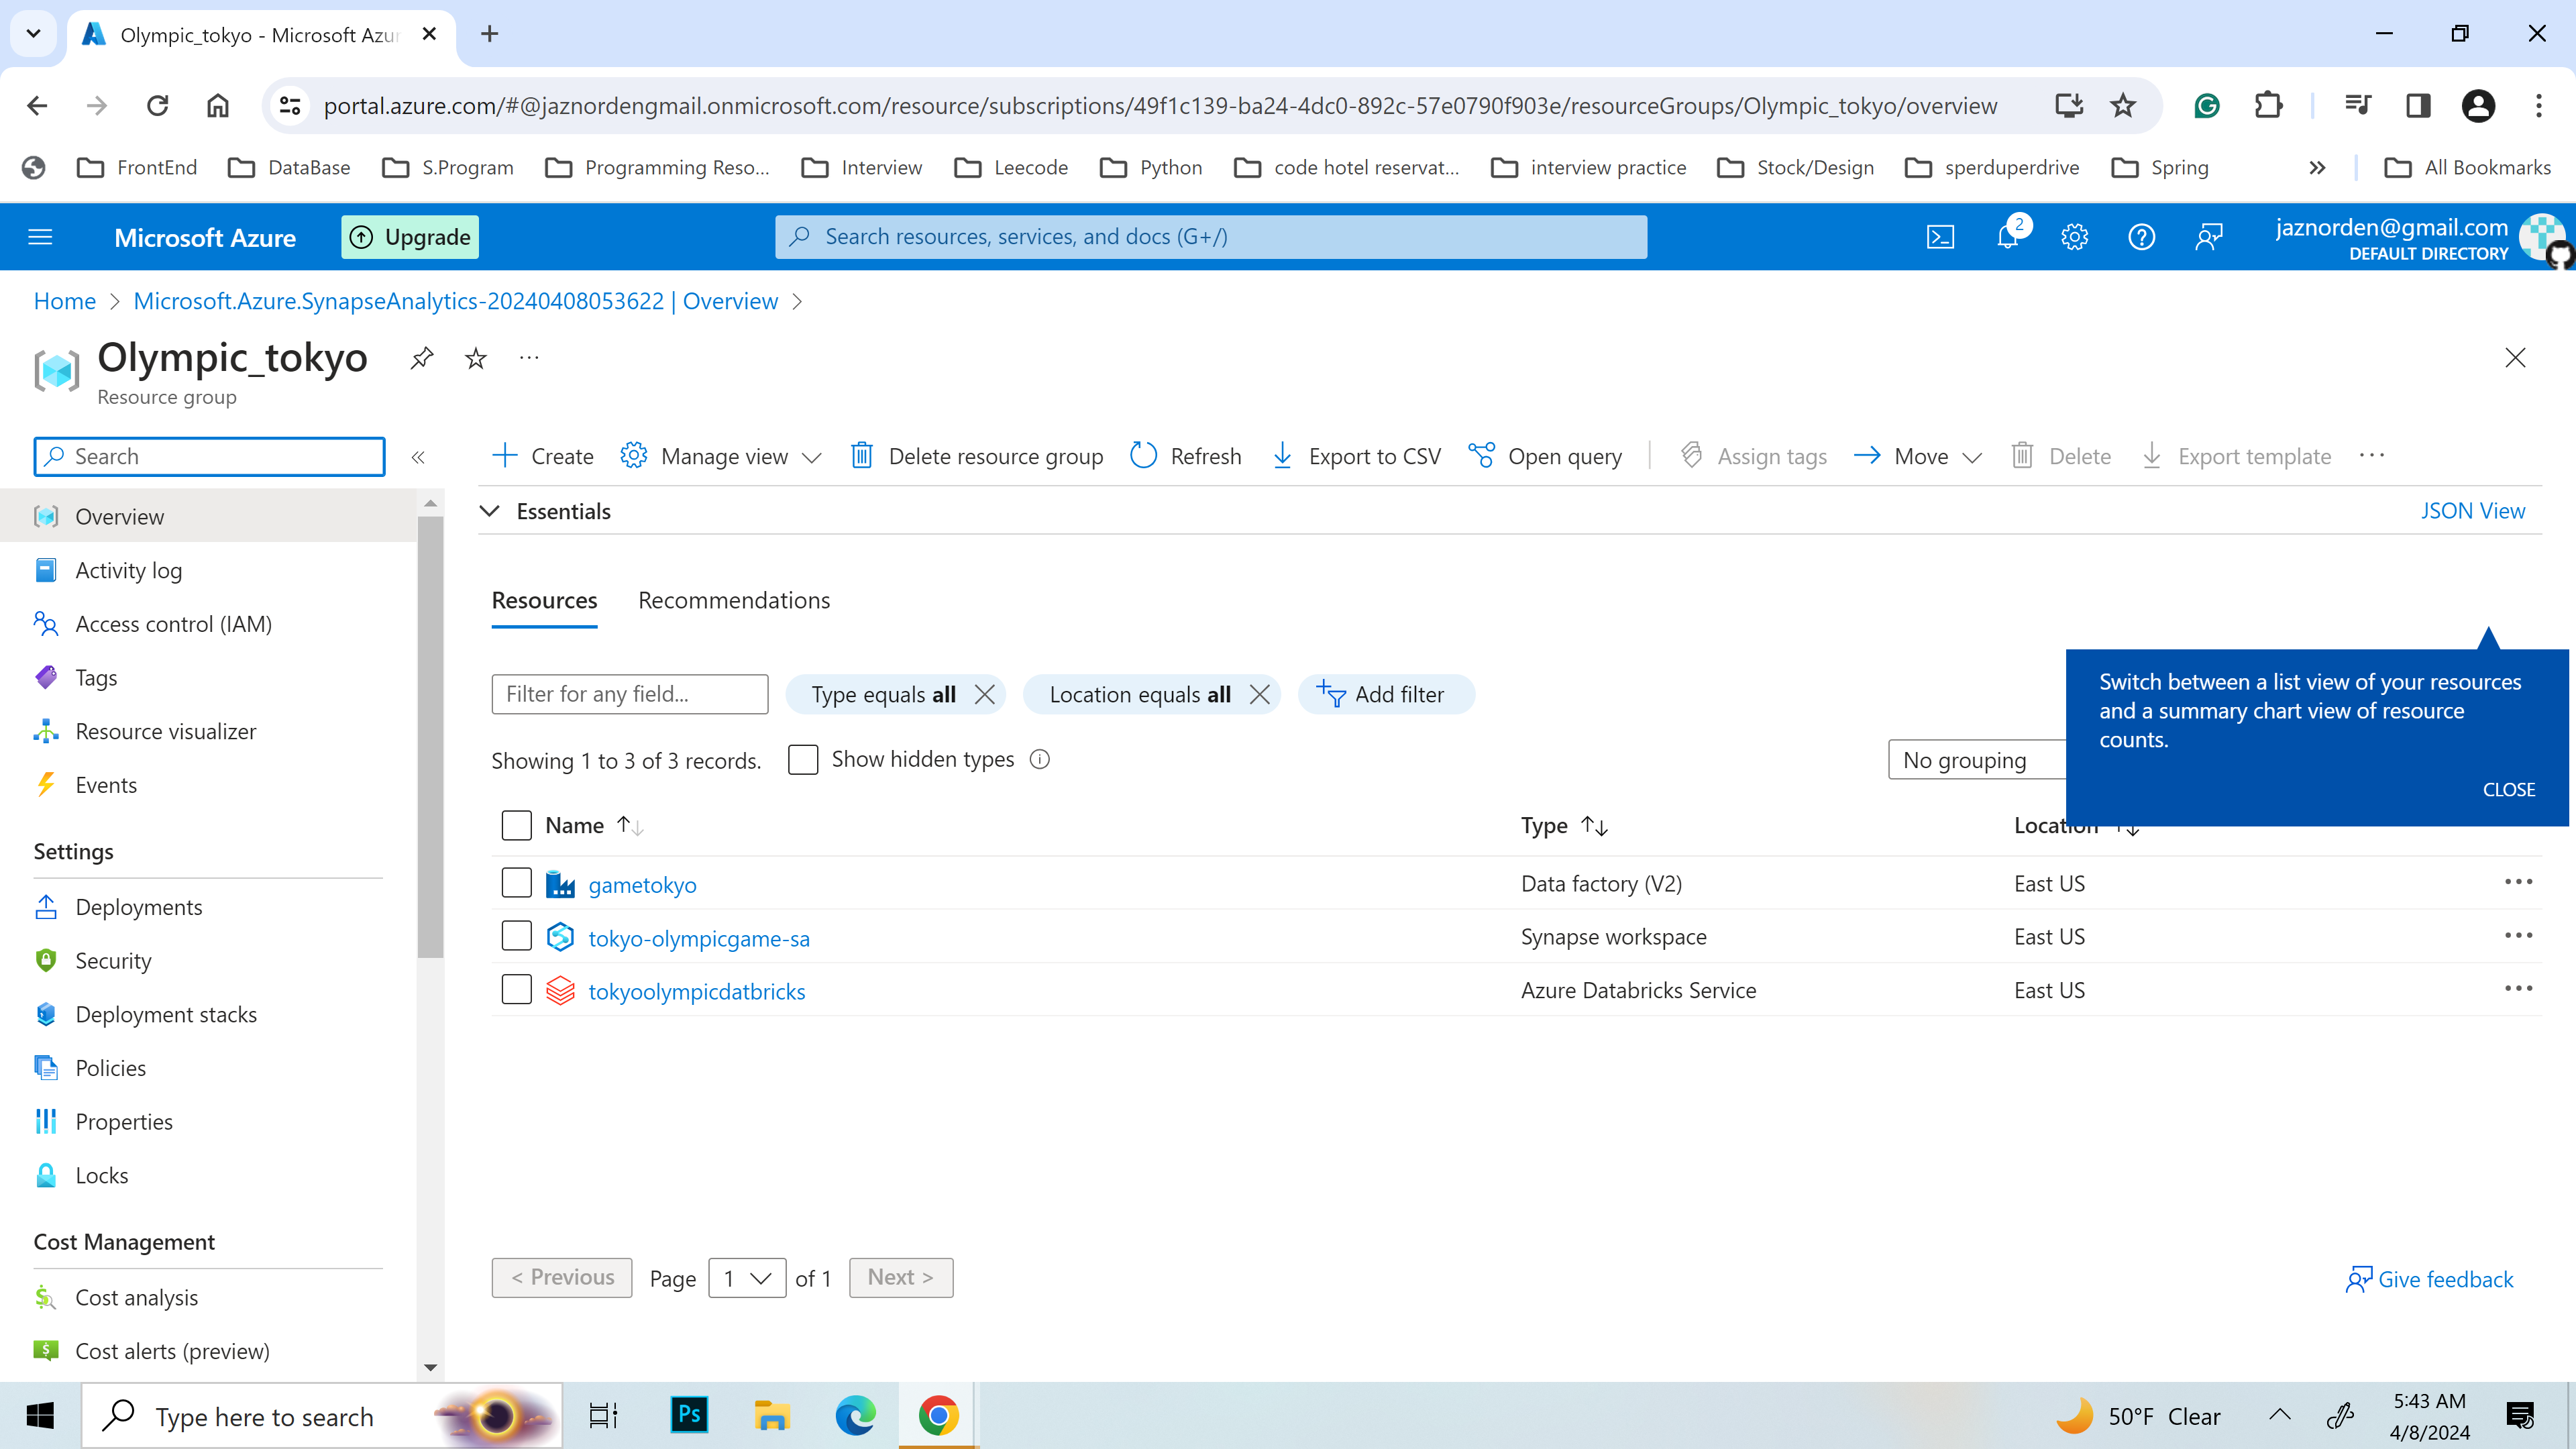 Olympic_tokyo - Microsoft Azur
portal.azure.com/#@jaznordengmail.onmicrosoft.com/resource/subscriptions/49f1c139-ba24-4dc0-892c-57e0790f903e/resourceGroups/Olympic_tokyo/overview
FrontEnd DataBase S.Program Programming Reso... Interview Leecode Python code hotel reservat... interview practice Stock/Design sperduperdrive Spring » All Bookmarks
Microsoft Azure Upgrade Search resources, services, and docs (G+/) 2 jaznorden@gmail.com
DEFAULT DIRECTORY
Home > Microsoft.Azure.SynapseAnalytics-20240408053622 | Overview >
Olympic_tokyo ...
Resource group
Search «
Create Manage view Delete resource group Refresh Export to CSV Open query Assign tags Move Delete Export template ...
Overview
Activity log
Access control (IAM)
Tags
Resource visualizer
Events
Settings
Deployments
Security
Deployment stacks
Policies
Properties
Locks
Cost Management
Cost analysis
Cost alerts (preview)
Essentials JSON View
Resources Recommendations
Filter for any field... Type equals all Location equals all Add filter
Showing 1 to 3 of 3 records. Show hidden types No grouping
Switch between a list view of your resources
and a summary chart view of resource
counts.
CLOSE
Name Type Location
gametokyo Data factory (V2) East US ...
tokyo-olympicgame-sa Synapse workspace East US ...
tokyoolympicdatbricks Azure Databricks Service East US ...
< Previous Page 1 of 1 Next > Give feedback
Type here to search Ps 50°F Clear 5:43 AM
4/8/2024